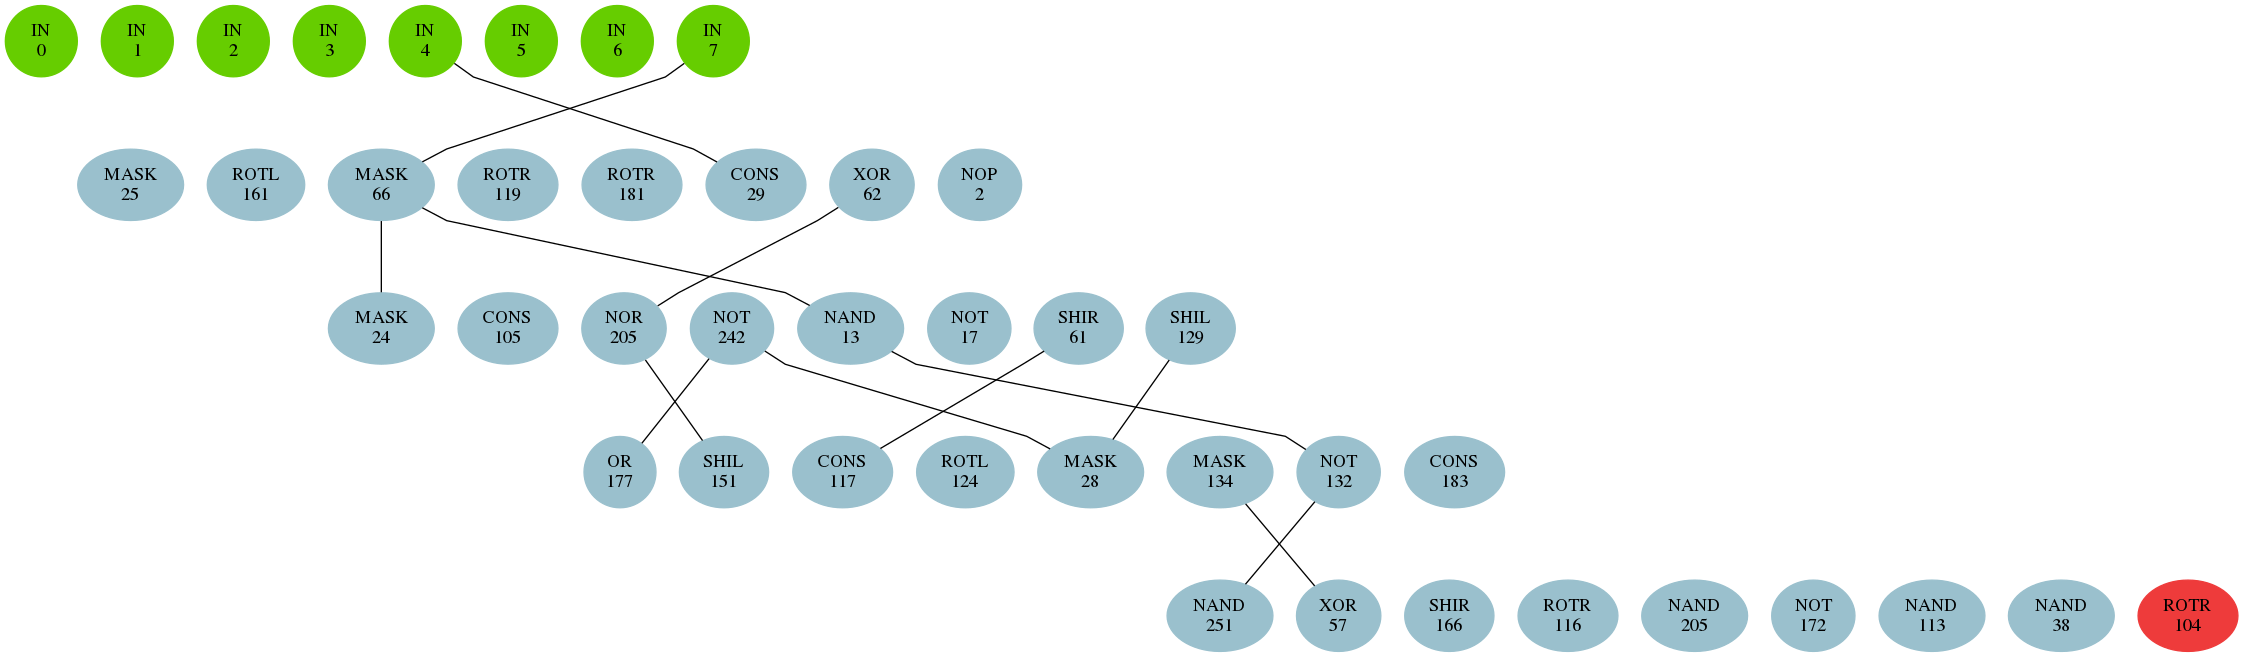 IN
0
IN
1
IN
2
IN
3
IN
4
IN
5
IN
6
IN
7
MASK
25
ROTL
161
MASK
66
ROTR
119
ROTR
181
CONS
29
XOR
62
NOP
2
MASK
24
CONS
105
NOR
205
NOT
242
NAND
13
NOT
17
SHIR
61
SHIL
129
OR
177
SHIL
151
CONS
117
ROTL
124
MASK
28
MASK
134
NOT
132
CONS
183
NAND
251
XOR
57
SHIR
166
ROTR
116
NAND
205
NOT
172
NAND
113
NAND
38
ROTR
104